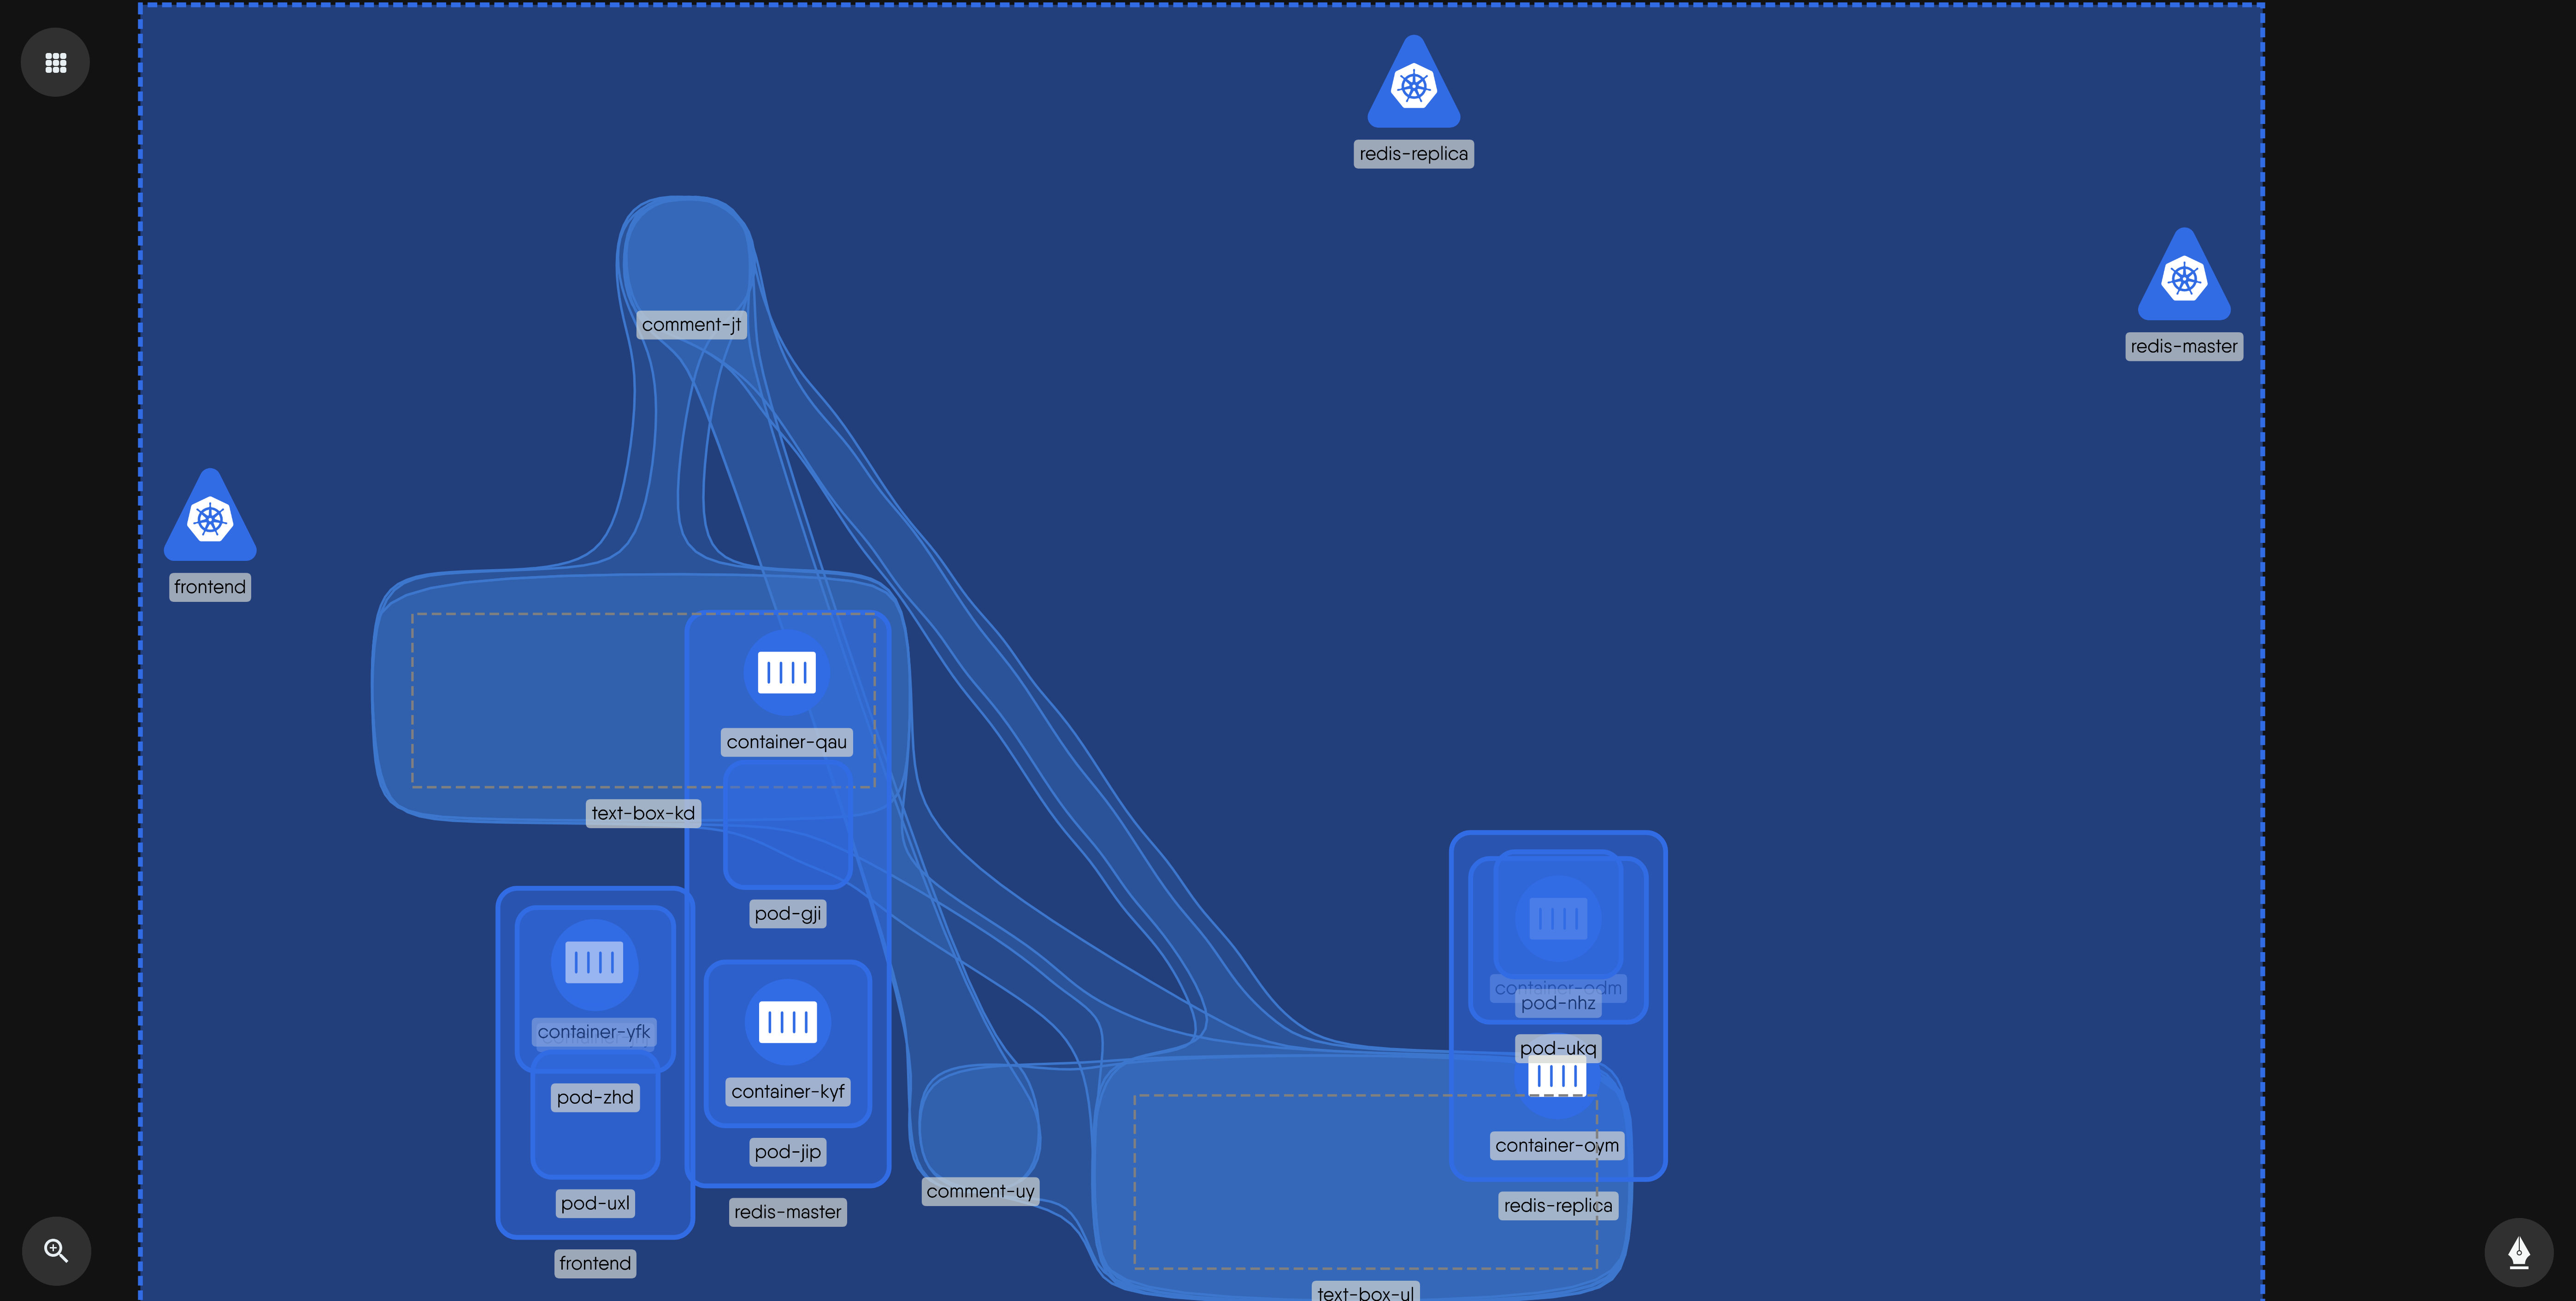 redis-replica
redis-master
comment-jt
frontend
container-qau
text-box-kd
pod-gji
container-odm
pod-nhz
container-yfk
pod-ukq
pod-zhd
container-kyf
container-oym
pod-jip
comment-uy
pod-uxl
redis-master
redis-replica
frontend
text-box-ul